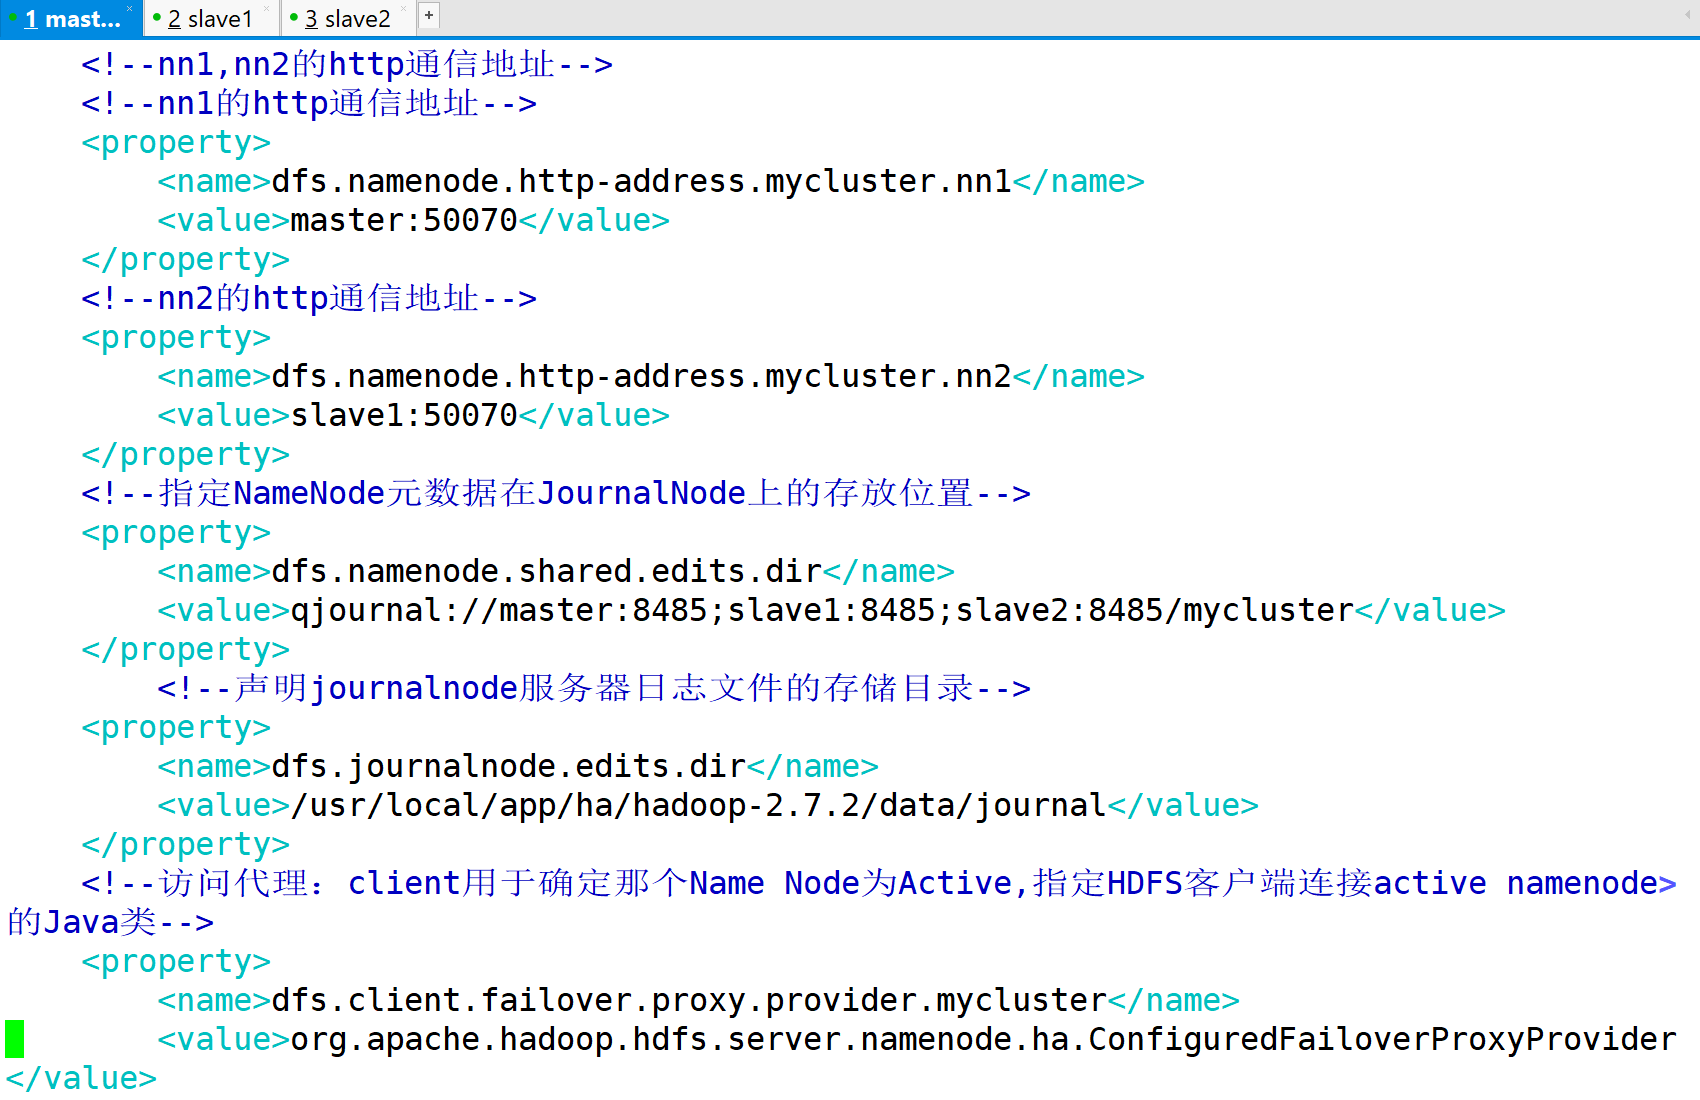 1 mast... 2 slave1 3 slave2 +
<!--nn1,nn2的http通信地址-->
<!--nn1的http通信地址-->
<property>
<name>dfs.namenode.http-address.mycluster.nn1</name>
<value>master:50070</value>
</property>
<!--nn2的http通信地址-->
<property>
<name>dfs.namenode.http-address.mycluster.nn2</name>
<value>slave1:50070</value>
</property>
<!--指定NameNode元数据在JournalNode上的存放位置-->
<property>
<name>dfs.namenode.shared.edits.dir</name>
<value>qjournal://master:8485;slave1:8485;slave2:8485/mycluster</value>
</property>
<!--声明journalnode服务器日志文件的存储目录-->
<property>
<name>dfs.journalnode.edits.dir</name>
<value>/usr/local/app/ha/hadoop-2.7.2/data/journal</value>
</property>
<!--访问代理：client用于确定那个Name Node为Active,指定HDFS客户端连接active namenode>
的Java类-->
<property>
<name>dfs.client.failover.proxy.provider.mycluster</name>
<value>org.apache.hadoop.hdfs.server.namenode.ha.ConfiguredFailoverProxyProvider
</value>